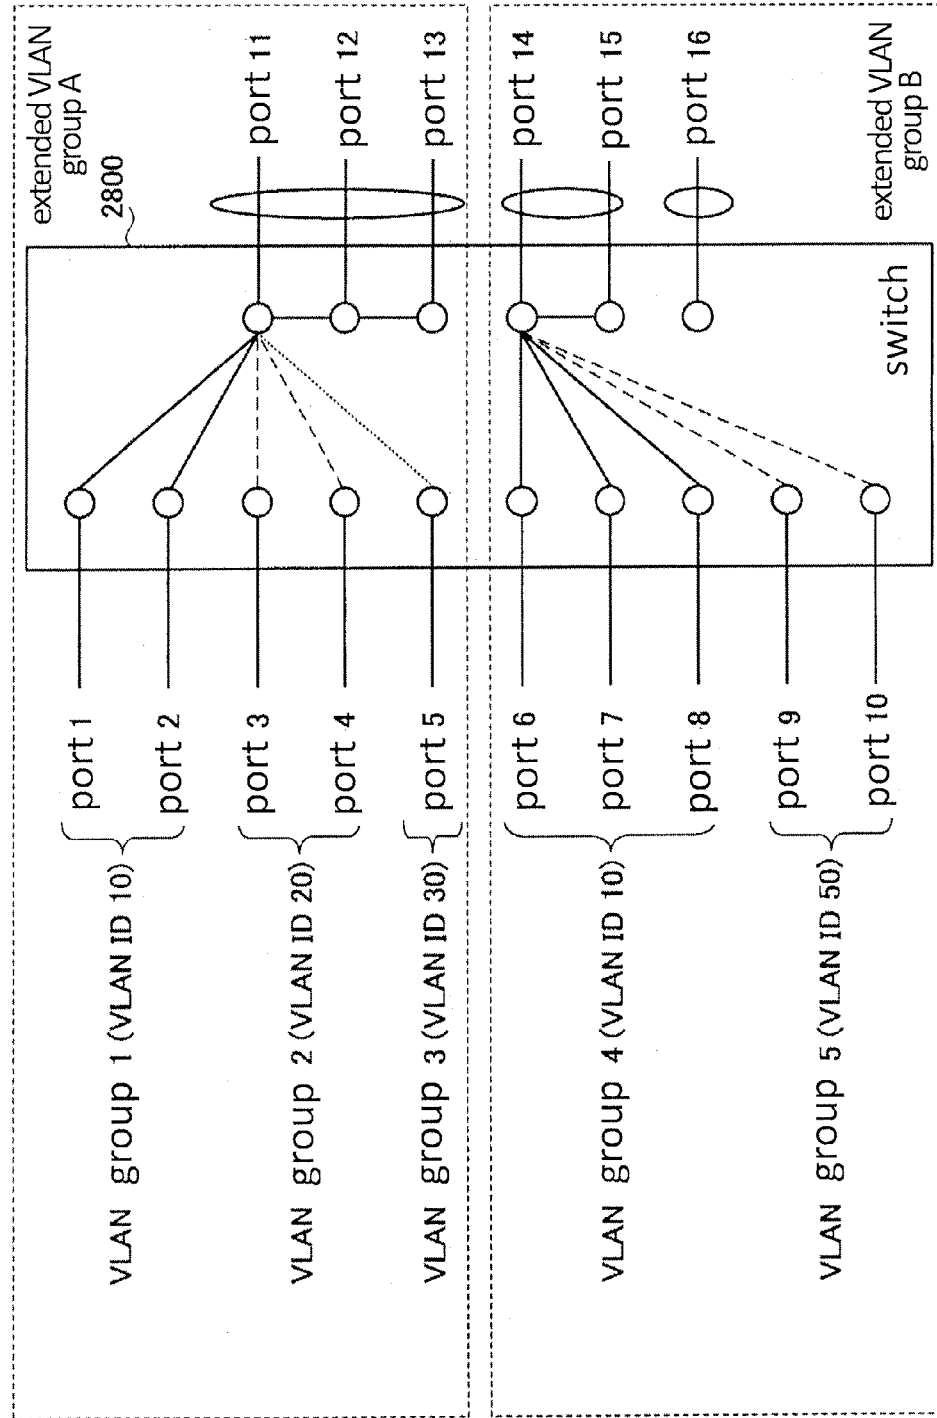 extended VLAN
group A
2800
port 11
port 12
port 13
port 14
port 15
port 16
extended VLAN
group B
switch
port 1
port 2
port 3
port 4
port 5
port 6
port 7
port 8
port 9
port 10
VLAN group 1 (VLAN ID 10)
VLAN group 2 (VLAN ID 20)
VLAN group 3 (VLAN ID 30)
VLAN group 4 (VLAN ID 10)
VLAN group 5 (VLAN ID 50)